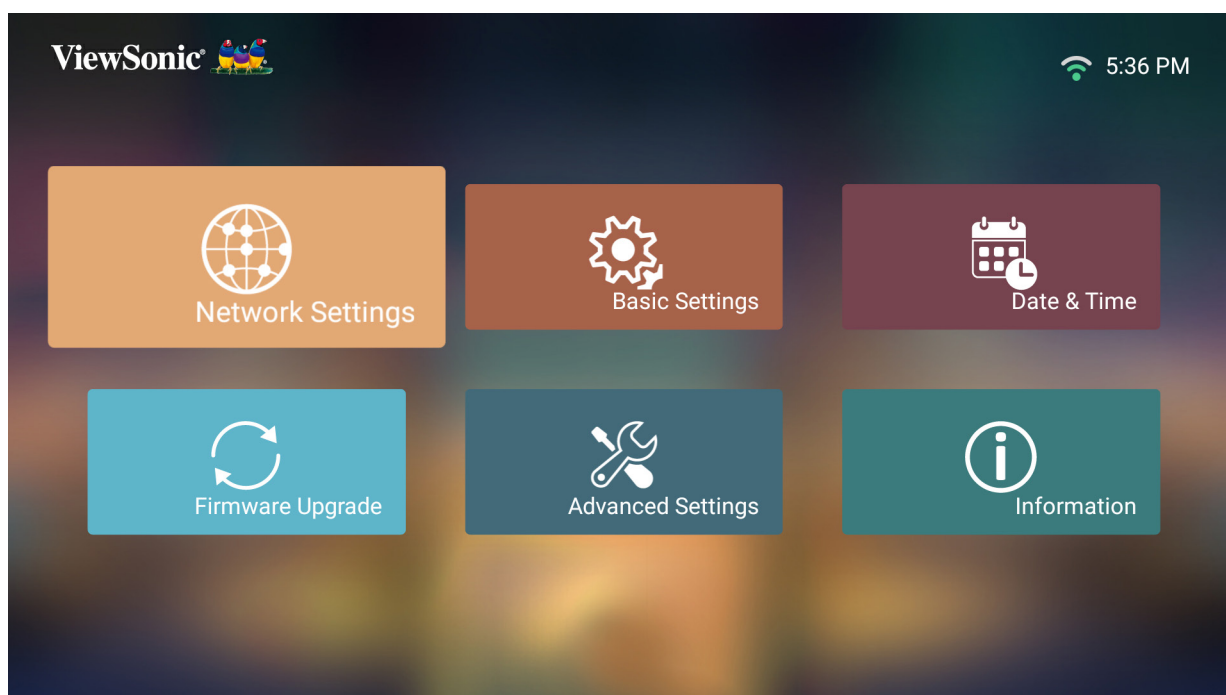 ViewSonic®
5:36 PM
Network Settings
Basic Settings
Date & Time
Firmware Upgrade
Advanced Settings
Information